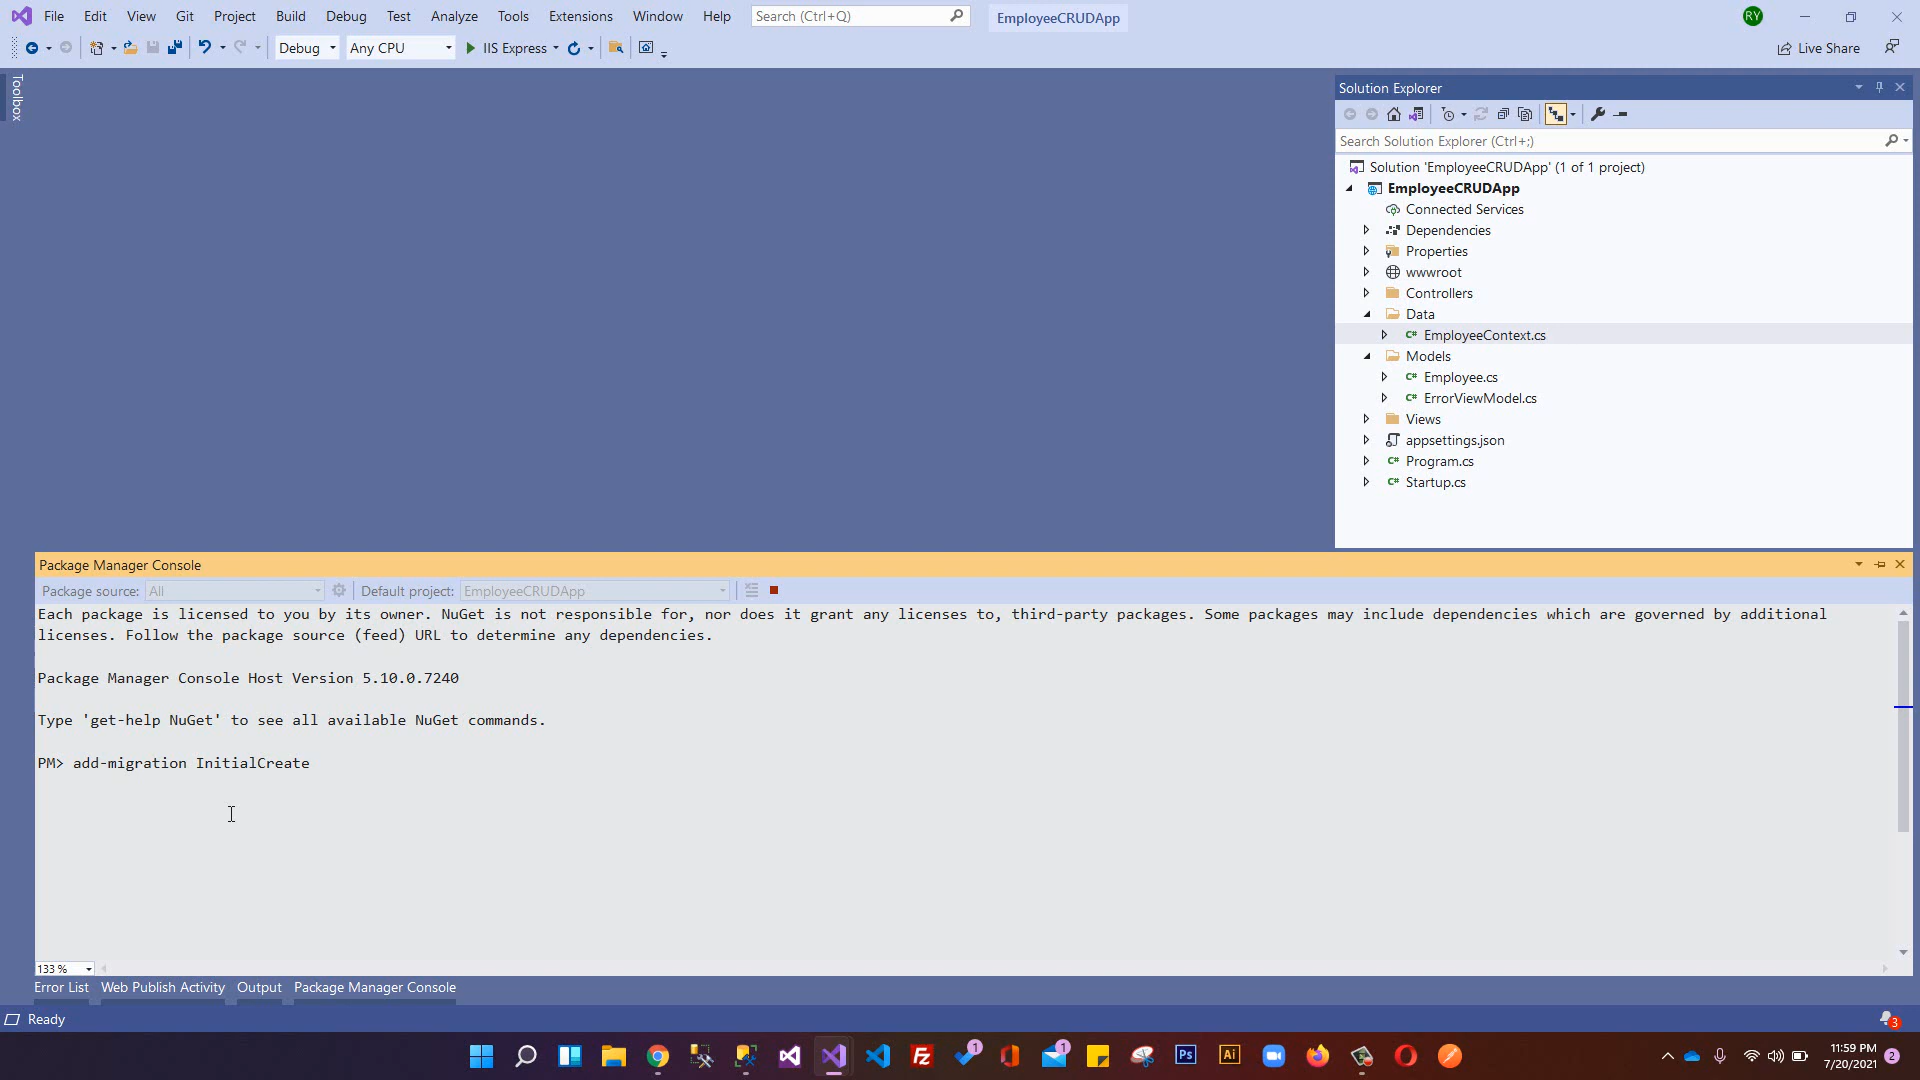 File Edit View Git Project Build Debug Test Analyze Tools Extensions Window Help Search (Ctrl+Q) EmployeeCRUDApp RY
Debug Any CPU IIS Express Live Share
Toolbox
Solution Explorer
Search Solution Explorer (Ctrl+;)
Solution 'EmployeeCRUDApp' (1 of 1 project)
EmployeeCRUDApp
Connected Services
Dependencies
Properties
wwwroot
Controllers
Data
C# EmployeeContext.cs
Models
C# Employee.cs
C# ErrorViewModel.cs
Views
appsettings.json
C# Program.cs
C# Startup.cs
Package Manager Console
Package source: All Default project: EmployeeCRUDApp
Each package is licensed to you by its owner. NuGet is not responsible for, nor does it grant any licenses to, third-party packages. Some packages may include dependencies which are governed by additional
licenses. Follow the package source (feed) URL to determine any dependencies.
Package Manager Console Host Version 5.10.0.7240
Type 'get-help NuGet' to see all available NuGet commands.
PM> add-migration InitialCreate
133 %
Error List Web Publish Activity Output Package Manager Console
Ready 3
Fz 1 1 Ps Ai 11:59 PM
7/20/2021 2